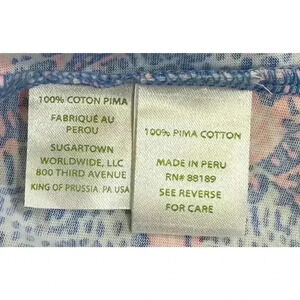 100% COTON PIMA
FABRIQUÉ AU
PEROU
SUGARTOWN
WORLDWIDE, LLC
800 THIRD AVENUE
KING OF PRUSSIA, PA USA
100% PIMA COTTON
MADE IN PERU
RN# 88189
SEE REVERSE
FOR CARE